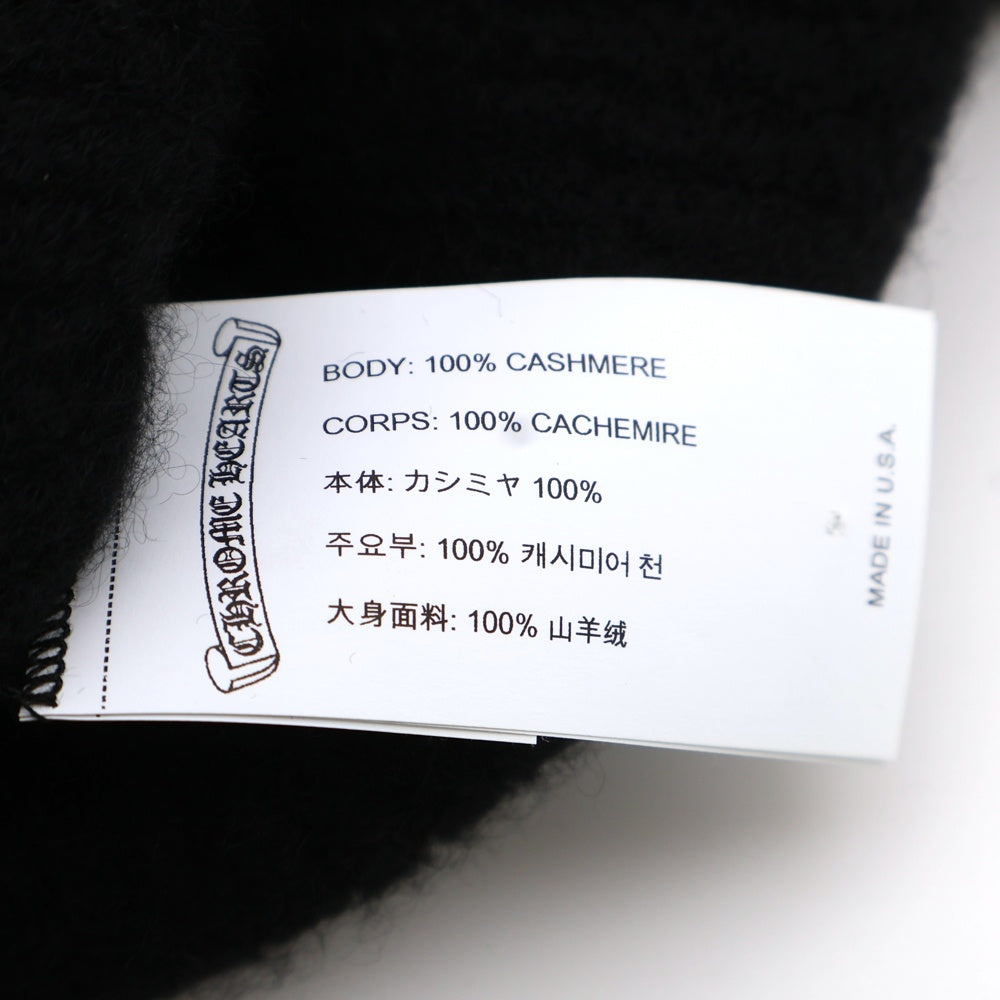 CHROME HEARTS
BODY: 100% CASHMERE
CORPS: 100% CACHEMIRE
本体: カシミヤ 100%
주요부: 100% 캐시미어 천
大身面料: 100% 山羊绒
MADE IN U.S.A.